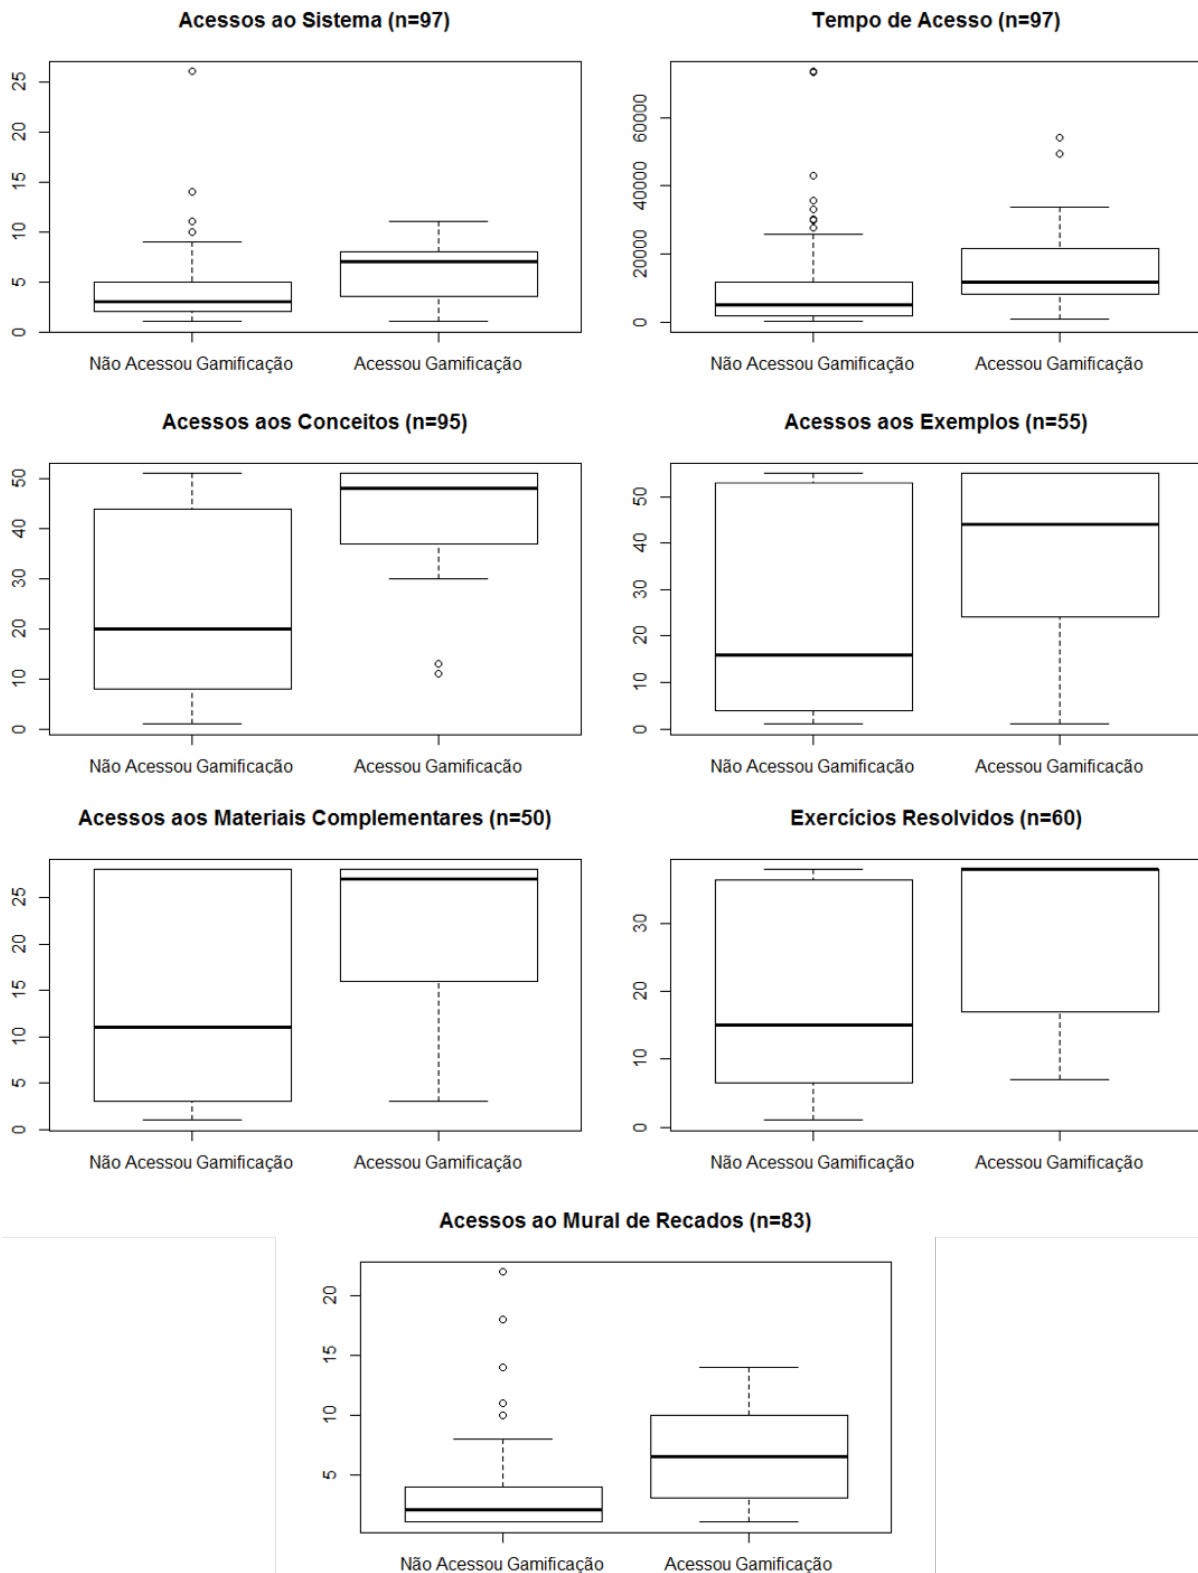 Acessos ao Sistema (n=97)
25
20
15
10
5
0
Não Acessou Gamificação
Acessou Gamificação
Tempo de Acesso (n=97)
60000
40000
20000
0
Não Acessou Gamificação
Acessou Gamificação
Acessos aos Conceitos (n=95)
50
40
30
20
10
0
Não Acessou Gamificação
Acessou Gamificação
Acessos aos Exemplos (n=55)
50
40
30
20
10
0
Não Acessou Gamificação
Acessou Gamificação
Acessos aos Materiais Complementares (n=50)
25
20
15
10
5
0
Não Acessou Gamificação
Acessou Gamificação
Exercícios Resolvidos (n=60)
30
20
10
0
Não Acessou Gamificação
Acessou Gamificação
Acessos ao Mural de Recados (n=83)
20
15
10
5
Não Acessou Gamificação
Acessou Gamificação